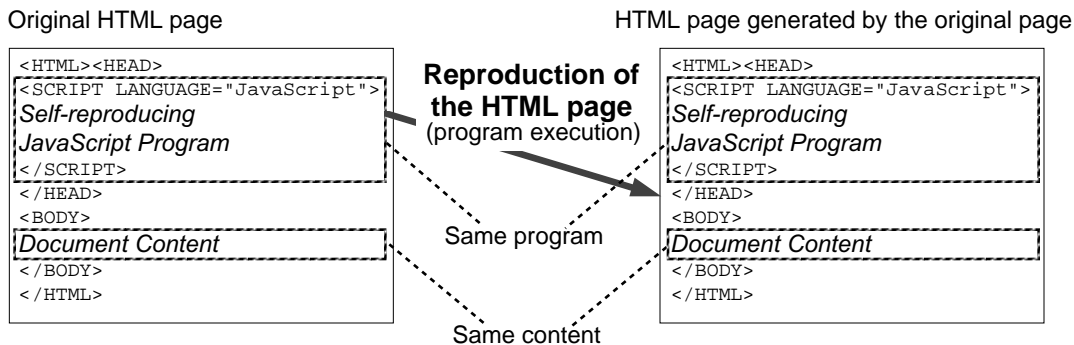 Original HTML page
<HTML><HEAD>
<SCRIPT LANGUAGE="JavaScript">
Self-reproducing
JavaScript Program
</SCRIPT>
</HEAD>
<BODY>
Document Content
</BODY>
</HTML>
Reproduction of
the HTML page
(program execution)
Same program
Same content
HTML page generated by the original page
<HTML><HEAD>
<SCRIPT LANGUAGE="JavaScript">
Self-reproducing
JavaScript Program
</SCRIPT>
</HEAD>
<BODY>
Document Content
</BODY>
</HTML>